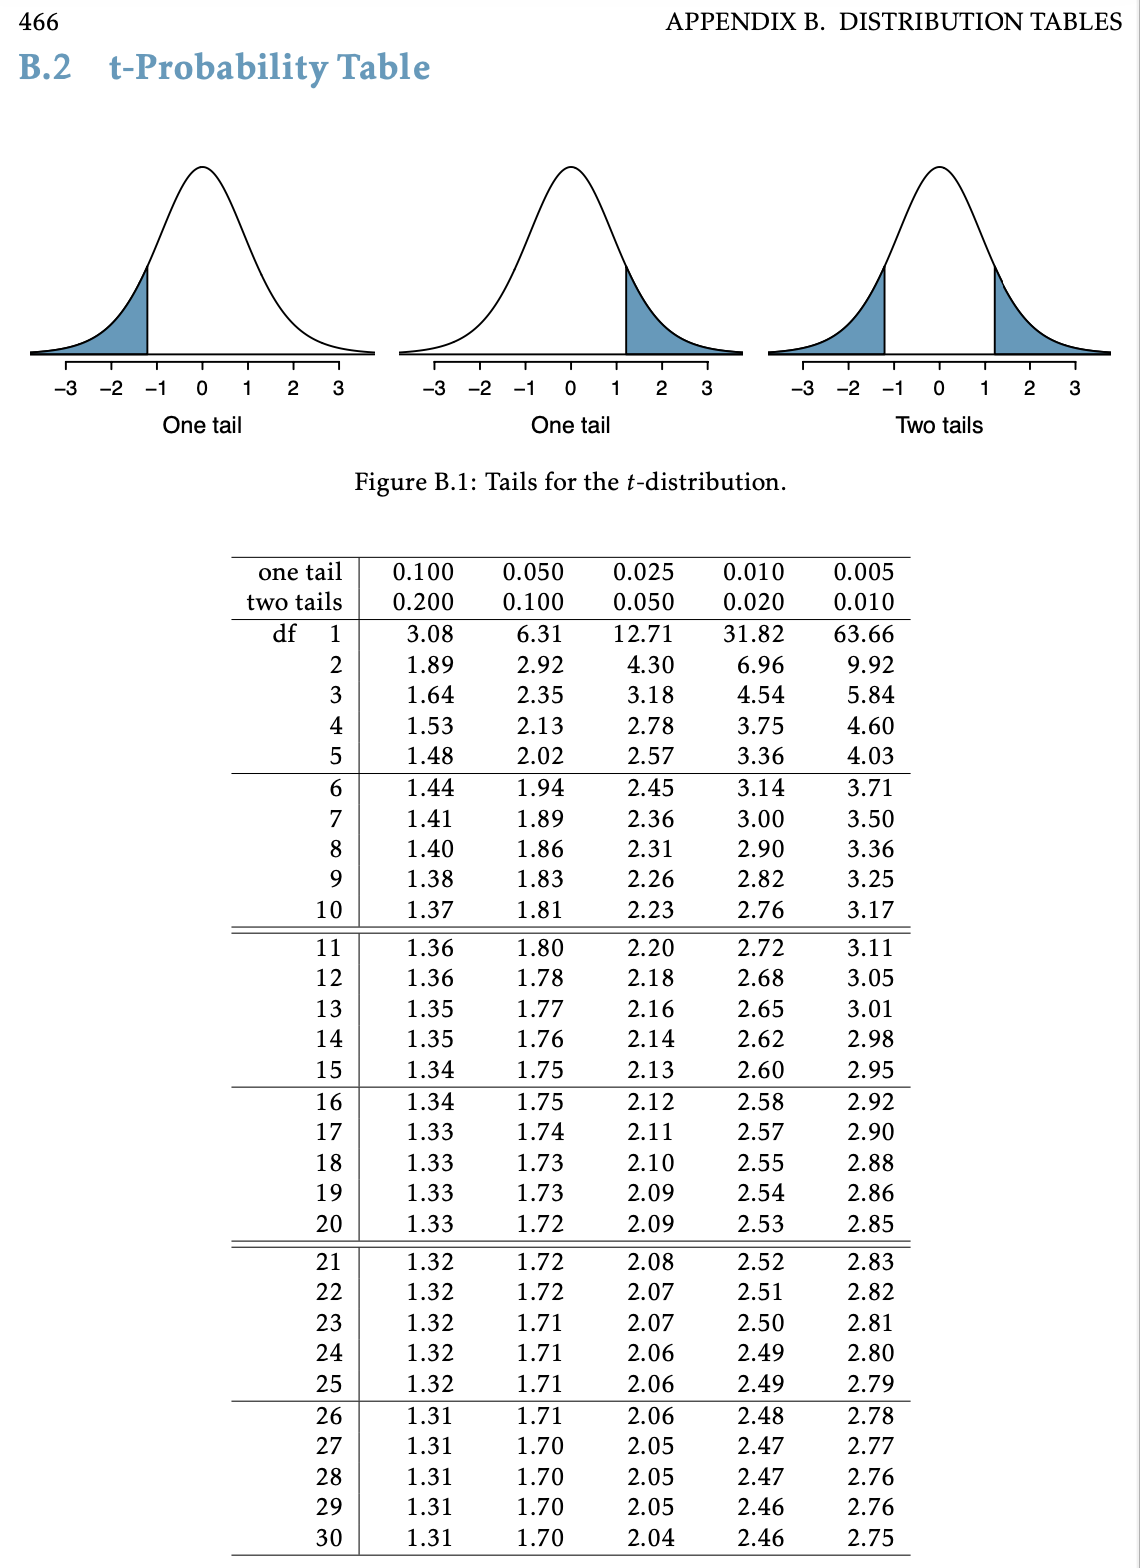 466 APPENDIX B. DISTRIBUTION TABLES
B.2 t-Probability Table
−3 −2 −1 0 1 2 3
One tail
−3 −2 −1 0 1 2 3
One tail
−3 −2 −1 0 1 2 3
Two tails
Figure B.1: Tails for the t-distribution.
one tail 0.100 0.050 0.025 0.010 0.005
two tails 0.200 0.100 0.050 0.020 0.010
df 1 3.08 6.31 12.71 31.82 63.66
2 1.89 2.92 4.30 6.96 9.92
3 1.64 2.35 3.18 4.54 5.84
4 1.53 2.13 2.78 3.75 4.60
5 1.48 2.02 2.57 3.36 4.03
6 1.44 1.94 2.45 3.14 3.71
7 1.41 1.89 2.36 3.00 3.50
8 1.40 1.86 2.31 2.90 3.36
9 1.38 1.83 2.26 2.82 3.25
10 1.37 1.81 2.23 2.76 3.17
11 1.36 1.80 2.20 2.72 3.11
12 1.36 1.78 2.18 2.68 3.05
13 1.35 1.77 2.16 2.65 3.01
14 1.35 1.76 2.14 2.62 2.98
15 1.34 1.75 2.13 2.60 2.95
16 1.34 1.75 2.12 2.58 2.92
17 1.33 1.74 2.11 2.57 2.90
18 1.33 1.73 2.10 2.55 2.88
19 1.33 1.73 2.09 2.54 2.86
20 1.33 1.72 2.09 2.53 2.85
21 1.32 1.72 2.08 2.52 2.83
22 1.32 1.72 2.07 2.51 2.82
23 1.32 1.71 2.07 2.50 2.81
24 1.32 1.71 2.06 2.49 2.80
25 1.32 1.71 2.06 2.49 2.79
26 1.31 1.71 2.06 2.48 2.78
27 1.31 1.70 2.05 2.47 2.77
28 1.31 1.70 2.05 2.47 2.76
29 1.31 1.70 2.05 2.46 2.76
30 1.31 1.70 2.04 2.46 2.75